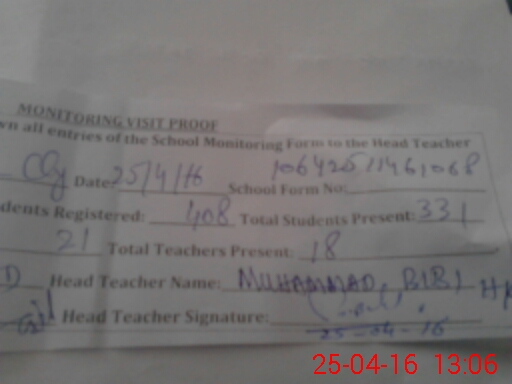 MONITORING VISIT PROOF
wn all entries of the School Monitoring Form to the Head Teacher
Date: 25/4/16 School Form No: 10642511461068
dents Registered: 408 Total Students Present: 331
21 Total Teachers Present: 18
D Head Teacher Name: MUHAMMAD, BIBI
Head Teacher Signature:
25-04-16
25-04-16 13:06